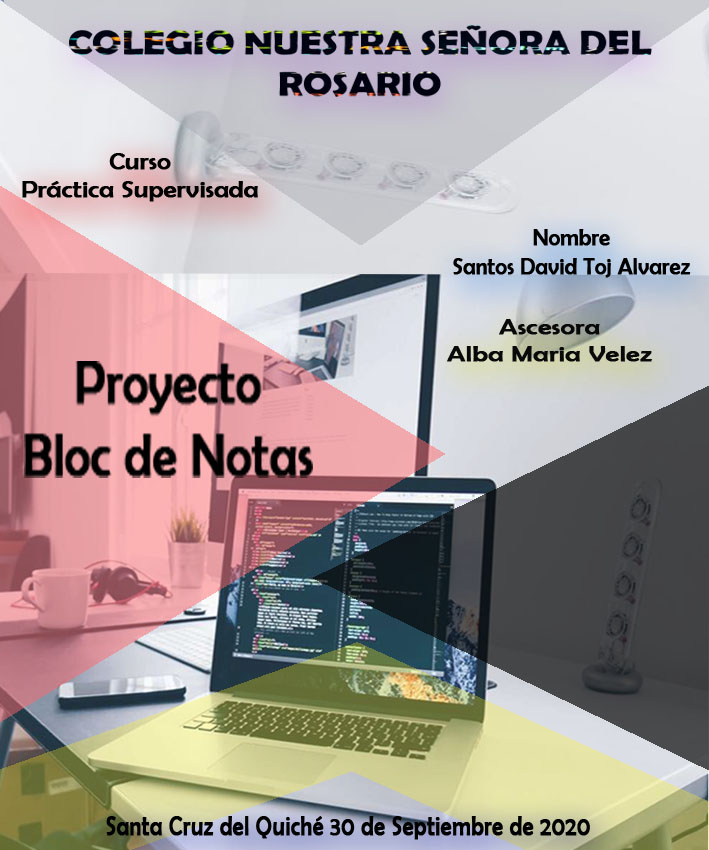 COLEGIO NUESTRA SEÑORA DEL
ROSARIO
Curso
Práctica Supervisada
Nombre
Santos David Toj Alvarez
Ascesora
Alba Maria Velez
Proyecto
Bloc de Notas
Santa Cruz del Quiché 30 de Septiembre de 2020